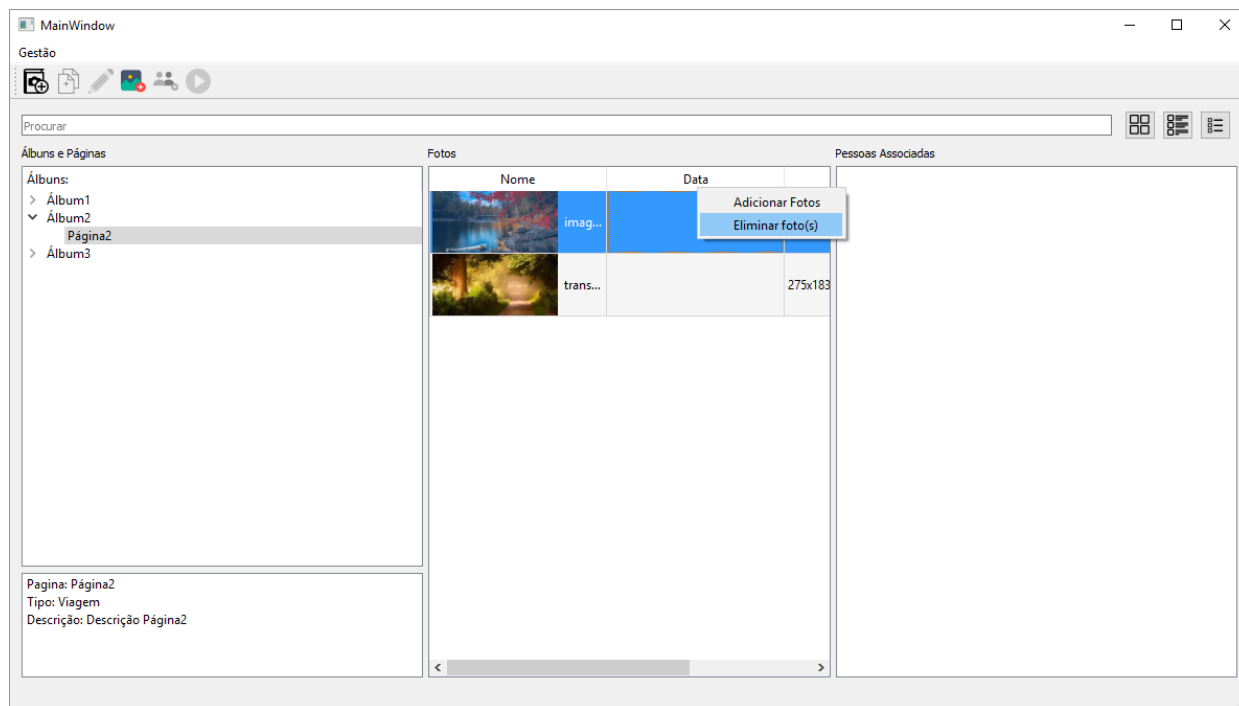 MainWindow
Gestão
Procurar
Álbuns e Páginas
Álbuns:
Álbum1
Álbum2
Página2
Álbum3
Pagina: Página2
Tipo: Viagem
Descrição: Descrição Página2
Fotos
Nome Data
imag...
trans... 275x183
Adicionar Fotos
Eliminar foto(s)
Pessoas Associadas